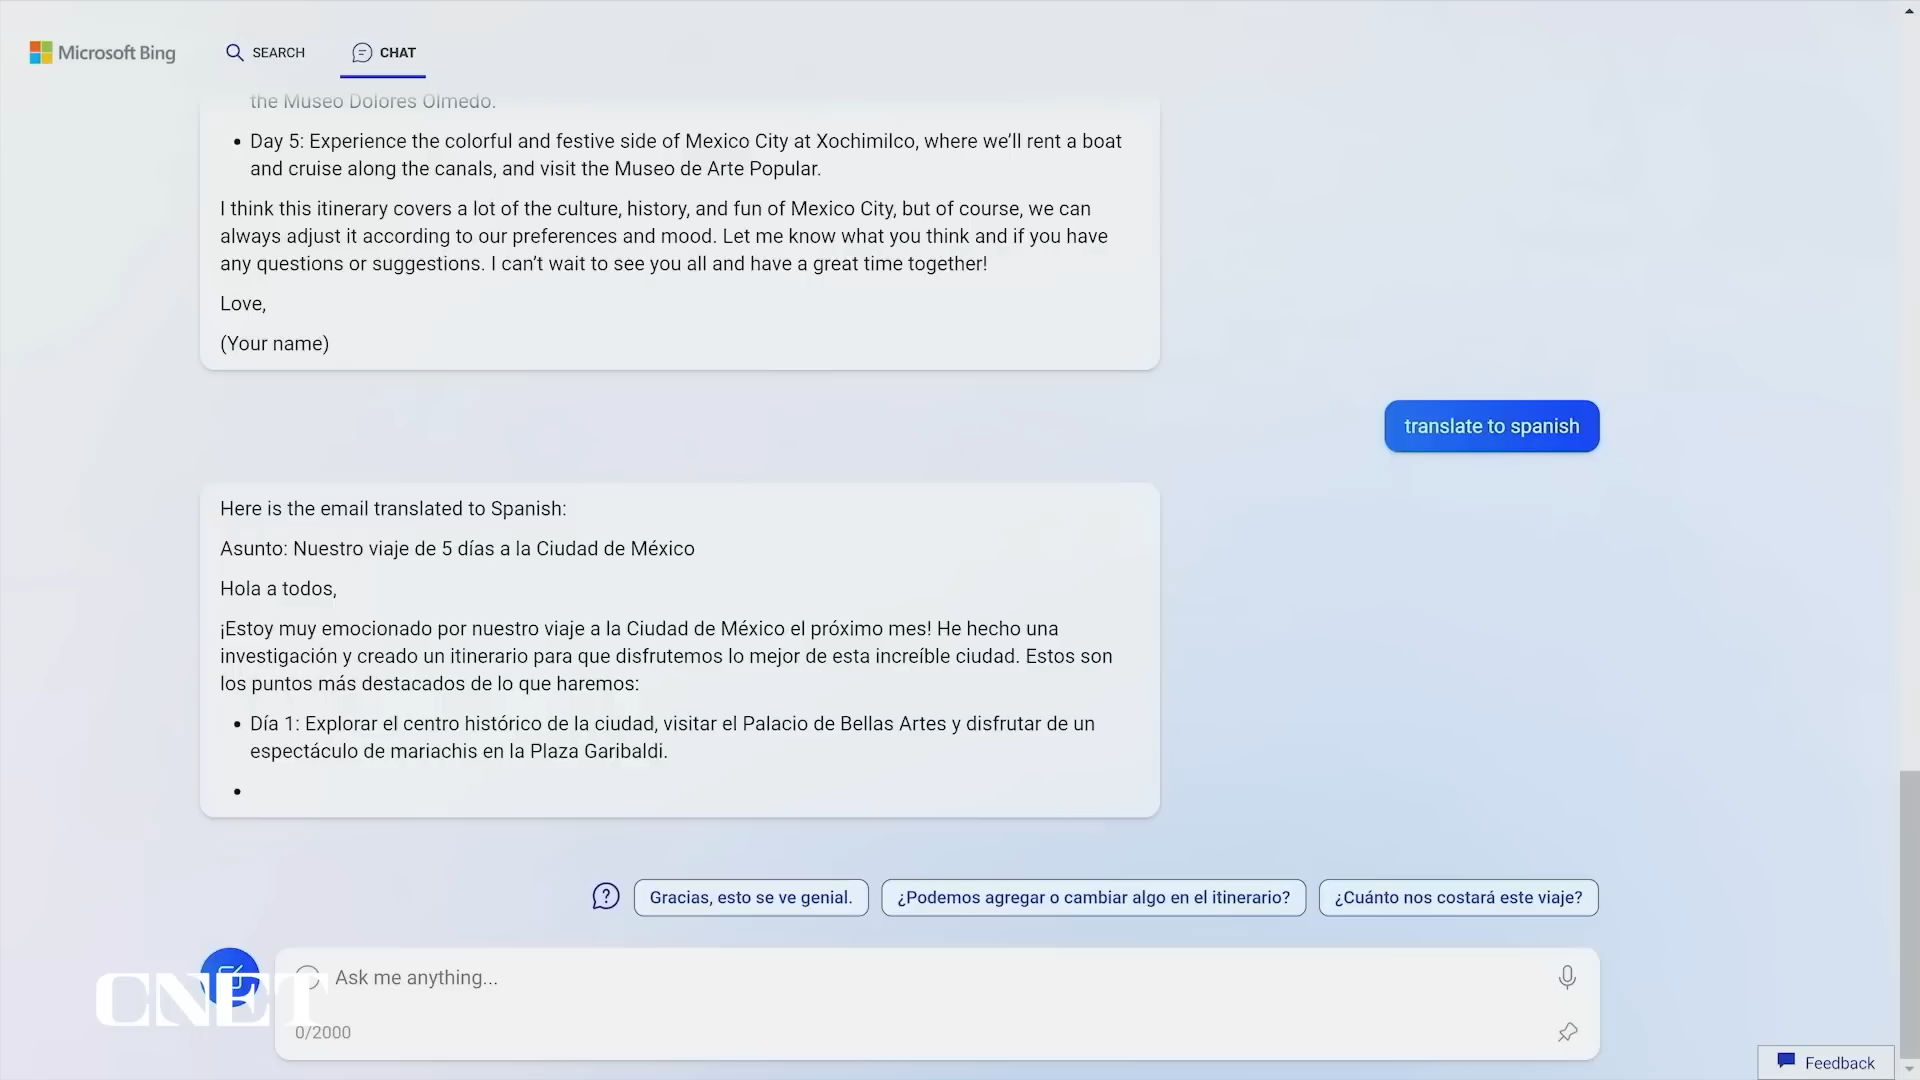 Microsoft Bing
SEARCH
CHAT
the Museo Dolores Olmedo.
• Day 5: Experience the colorful and festive side of Mexico City at Xochimilco, where we’ll rent a boat
and cruise along the canals, and visit the Museo de Arte Popular.
I think this itinerary covers a lot of the culture, history, and fun of Mexico City, but of course, we can
always adjust it according to our preferences and mood. Let me know what you think and if you have
any questions or suggestions. I can’t wait to see you all and have a great time together!
Love,
(Your name)
translate to spanish
Here is the email translated to Spanish:
Asunto: Nuestro viaje de 5 días a la Ciudad de México
Hola a todos,
¡Estoy muy emocionado por nuestro viaje a la Ciudad de México el próximo mes! He hecho una
investigación y creado un itinerario para que disfrutemos lo mejor de esta increíble ciudad. Estos son
los puntos más destacados de lo que haremos:
• Día 1: Explorar el centro histórico de la ciudad, visitar el Palacio de Bellas Artes y disfrutar de un
espectáculo de mariachis en la Plaza Garibaldi.
•
Gracias, esto se ve genial.
¿Podemos agregar o cambiar algo en el itinerario?
¿Cuánto nos costará este viaje?
Ask me anything...
CNET
0/2000
Feedback